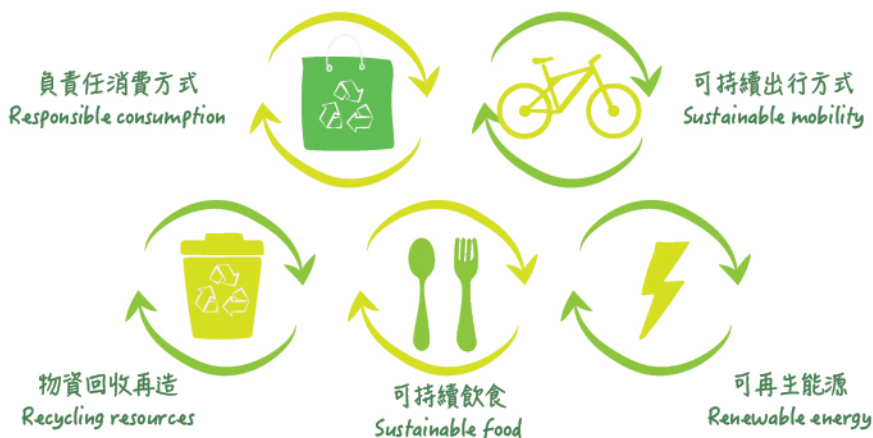 負責任消費方式
Responsible consumption
可持續出行方式
Sustainable mobility
物資回收再造
Recycling resources
可持續飲食
Sustainable food
可再生能源
Renewable energy